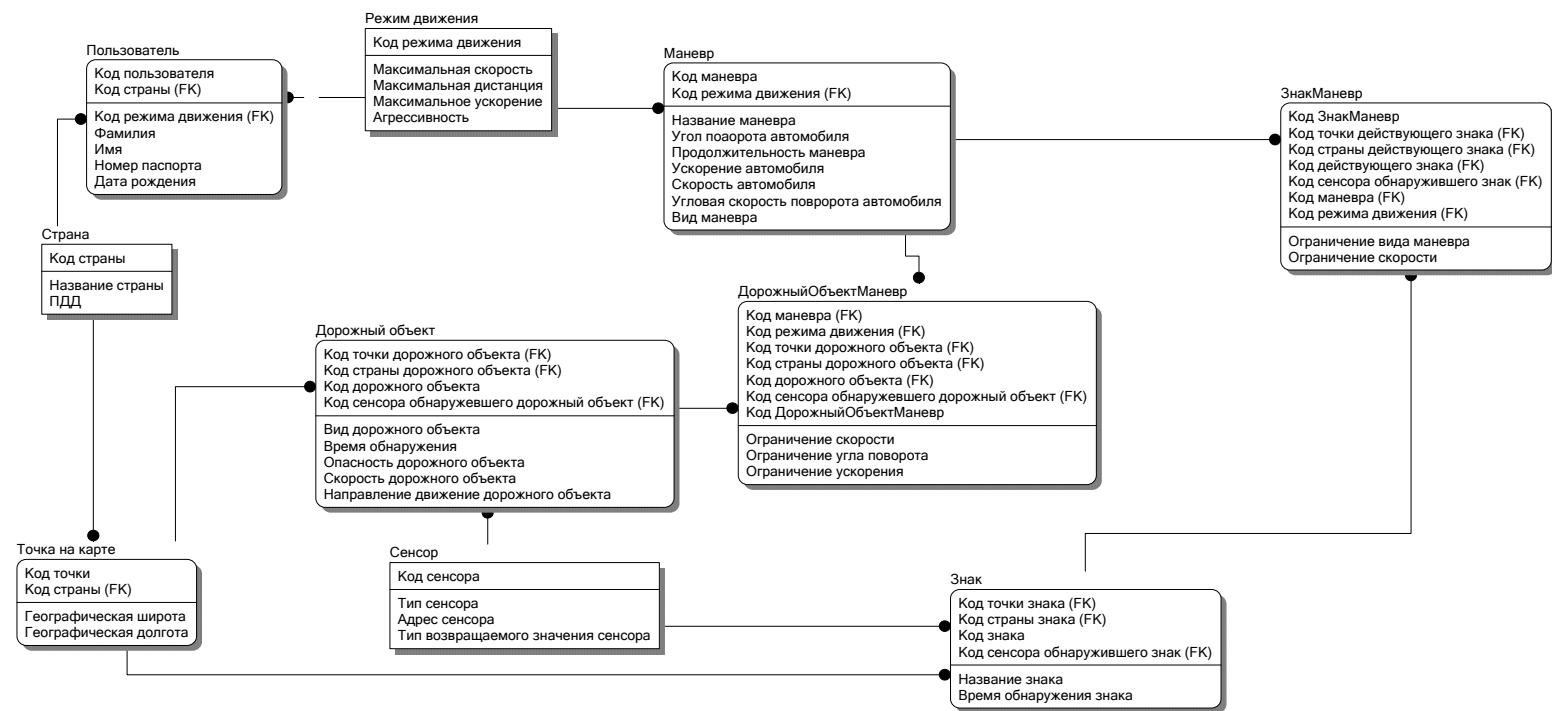 Режим движения
Код режима движения
Максимальная скорость
Максимальная дистанция
Максимальное ускорение
Агрессивность
Пользователь
Код пользователя
Код страны (FK)
Код режима движения (FK)
Фамилия
Имя
Номер паспорта
Дата рождения
Маневр
Код маневра
Код режима движения (FK)
Название маневра
Угол поаорота автомобиля
Продолжительность маневра
Ускорение автомобиля
Скорость автомобиля
Угловая скорость повророта автомобиля
Вид маневра
ЗнакМаневр
Код ЗнакМаневр
Код точки действующего знака (FK)
Код страны действующего знака (FK)
Код действующего знака (FK)
Код сенсора обнаружившего знак (FK)
Код маневра (FK)
Код режима движения (FK)
Ограничение вида маневра
Ограничение скорости
Страна
Код страны
Название страны
ПДД
ДорожныйОбъектМаневр
Код маневра (FK)
Код режима движения (FK)
Код точки дорожного объекта (FK)
Код страны дорожного объекта (FK)
Код дорожного объекта (FK)
Код сенсора обнаружевшего дорожный объект (FK)
Код ДорожныйОбъектМаневр
Ограничение скорости
Ограничение угла поворота
Ограничение ускорения
Дорожный объект
Код точки дорожного объекта (FK)
Код страны дорожного объекта (FK)
Код дорожного объекта
Код сенсора обнаружевшего дорожный объект (FK)
Вид дорожного объекта
Время обнаружения
Опасность дорожного объекта
Скорость дорожного объекта
Направление движение дорожного объекта
Точка на карте
Код точки
Код страны (FK)
Географическая широта
Географическая долгота
Сенсор
Код сенсора
Тип сенсора
Адрес сенсора
Тип возвращаемого значения сенсора
Знак
Код точки знака (FK)
Код страны знака (FK)
Код знака
Код сенсора обнаружившего знак (FK)
Название знака
Время обнаружения знака